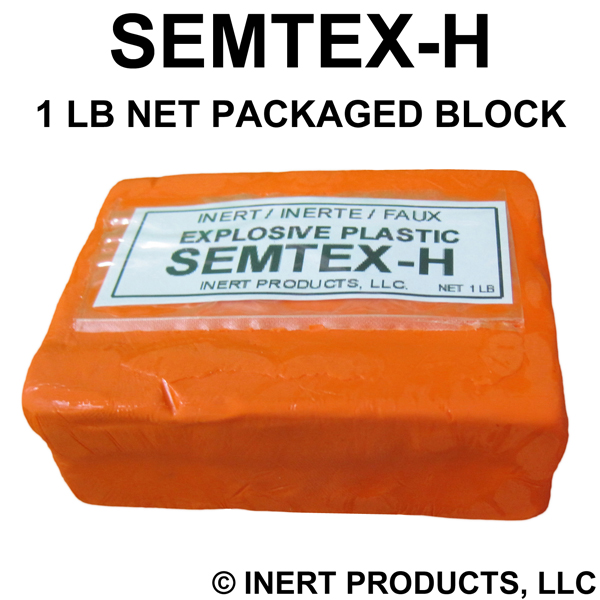 SEMTEX-H
1 LB NET PACKAGED BLOCK
INERT / INERTE / FAUX
EXPLOSIVE PLASTIC
SEMTEX-H
INERT PRODUCTS, LLC.
NET 1 LB
© INERT PRODUCTS, LLC